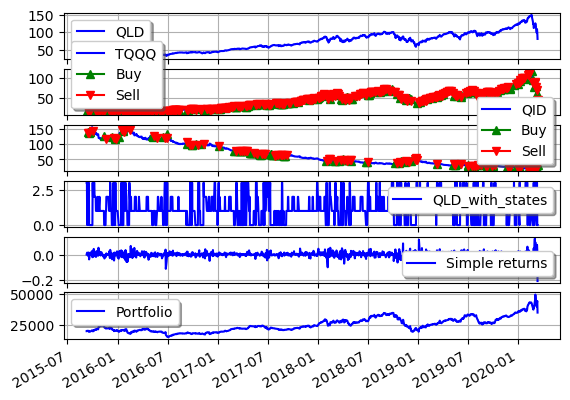 150
100
50
QLD
TQQQ
Buy
Sell
100
50
QID
Buy
Sell
150
100
50
2.5
0.0
QLD_with_states
0.0
−0.2
Simple returns
50000
25000
Portfolio
2015-07
2016-01
2016-07
2017-01
2017-07
2018-01
2018-07
2019-01
2019-07
2020-01